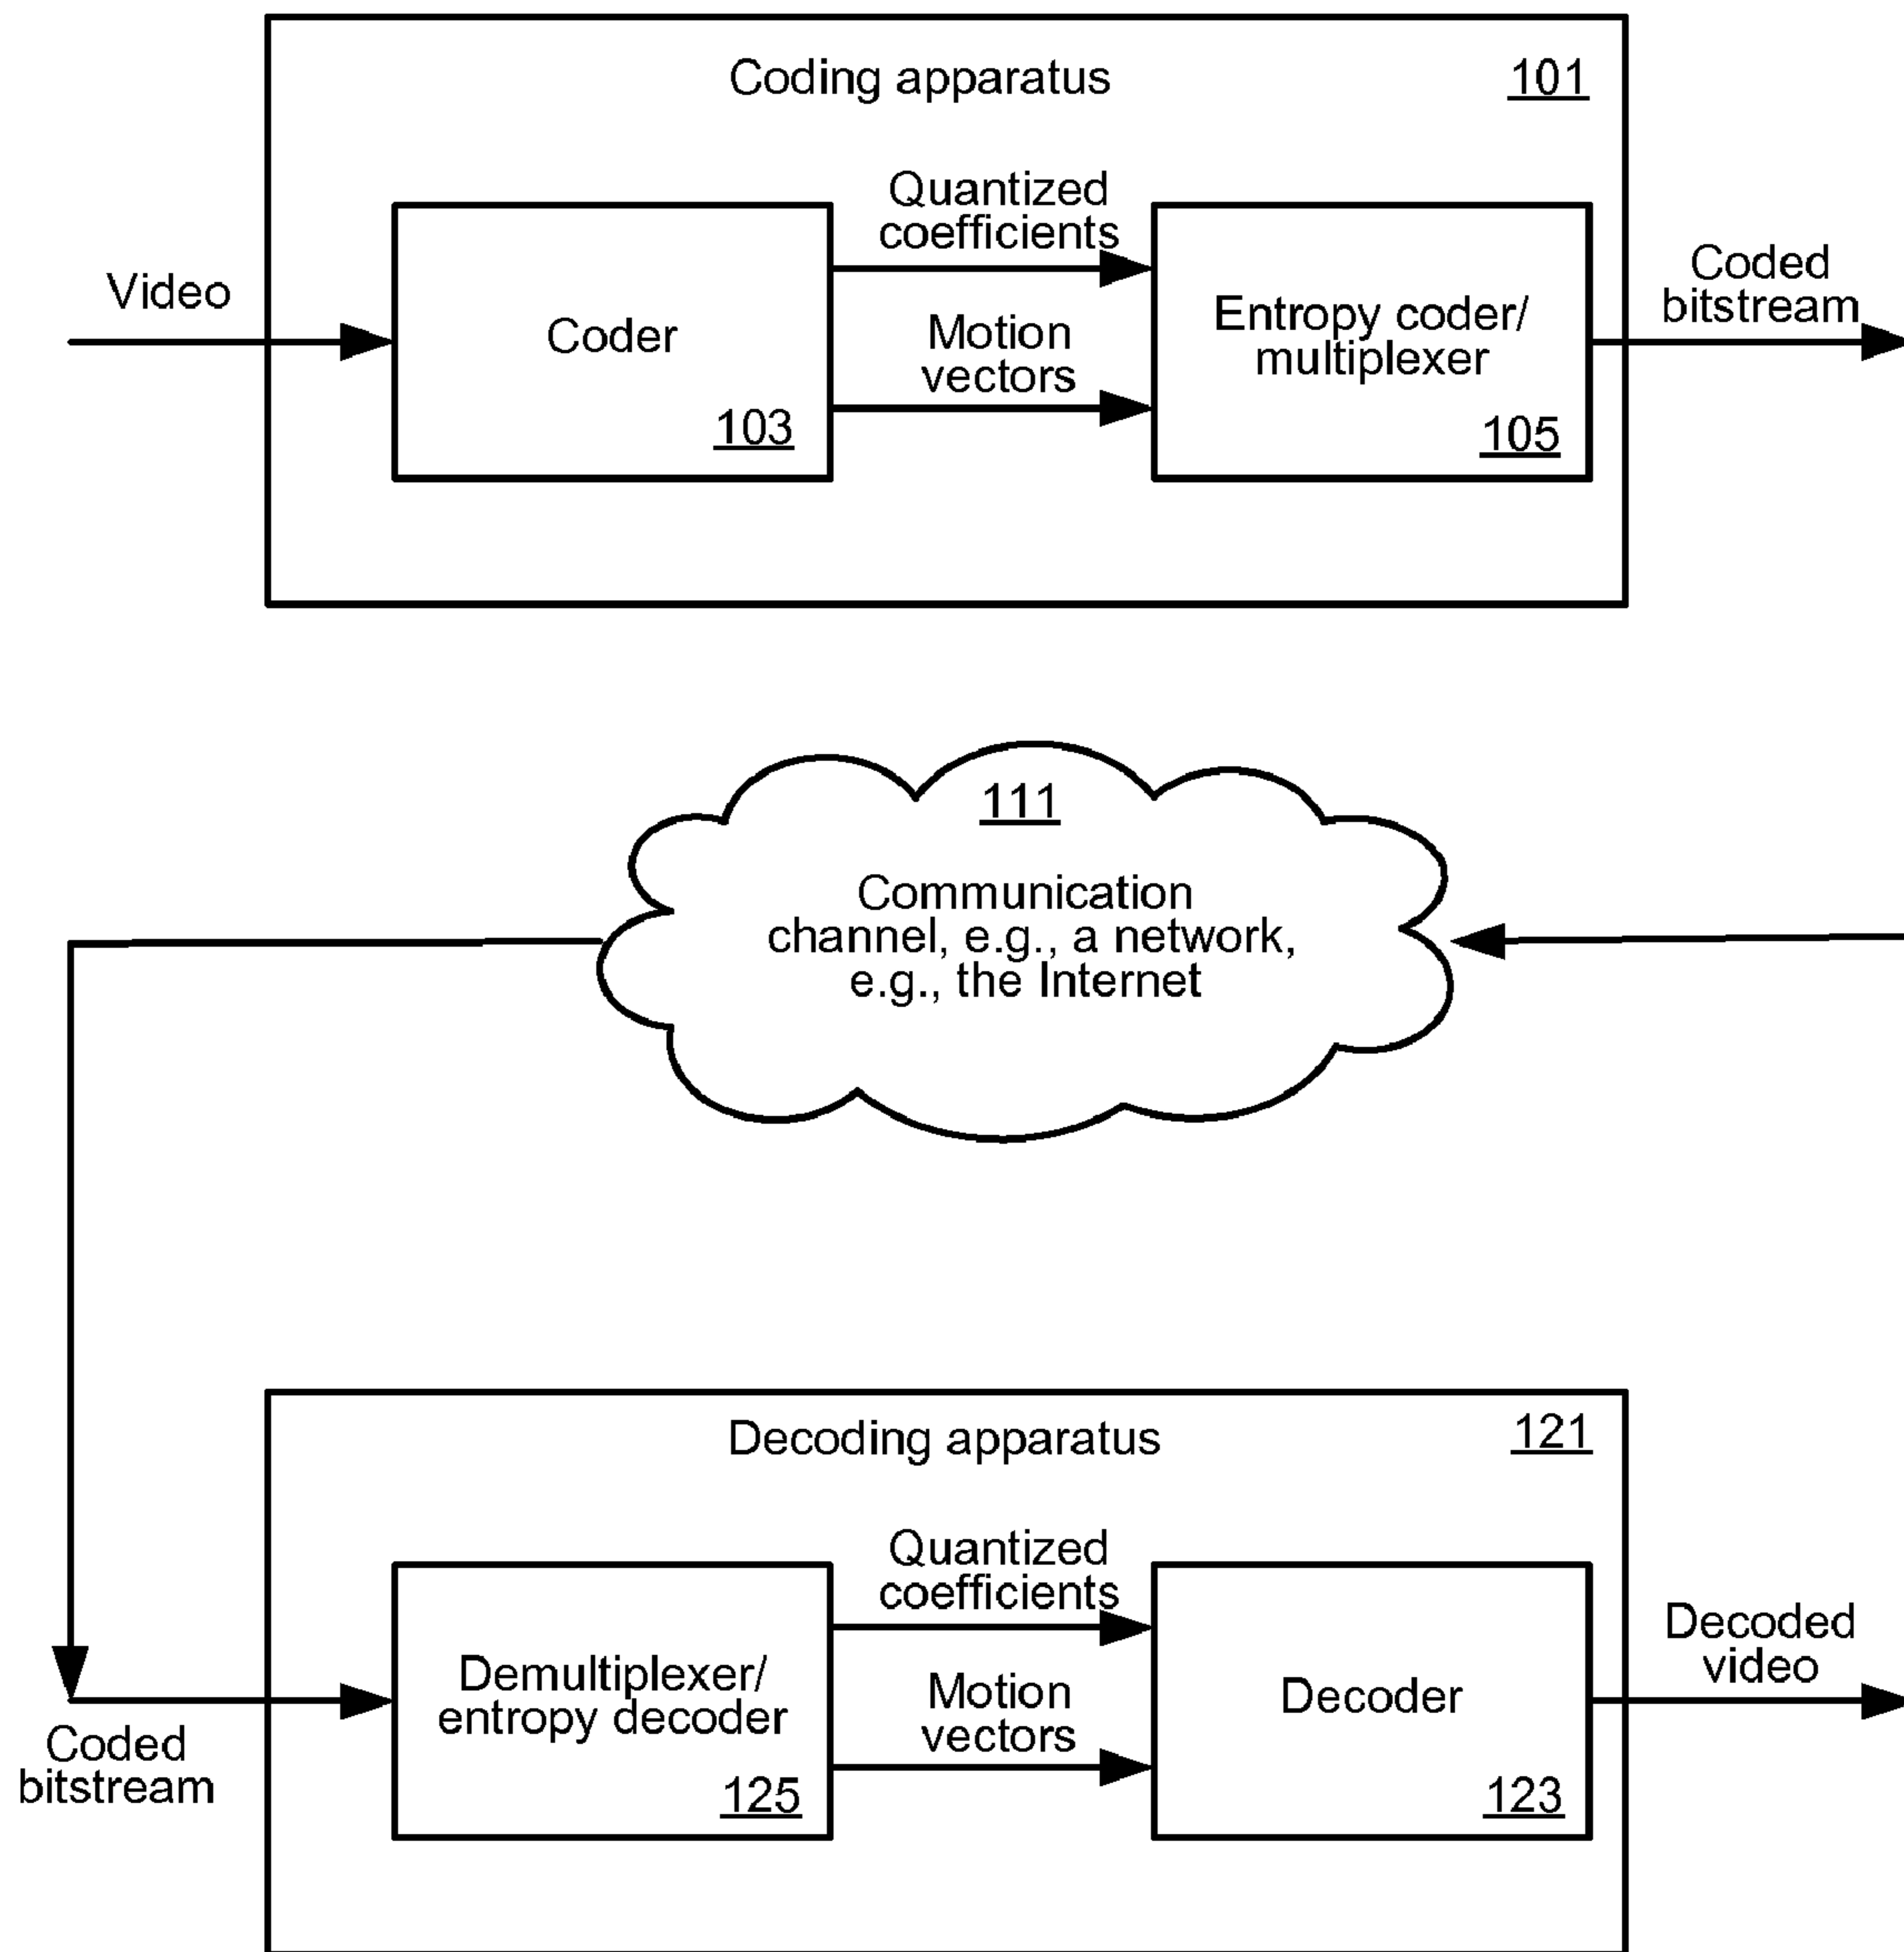 Coding apparatus
101
Video
Coder
103
Quantized
coefficients
Motion
vectors
Entropy coder/
multiplexer
105
Coded
bitstream
111
Communication
channel, e.g., a network,
e.g., the Internet
Decoding apparatus
121
Coded
bitstream
Demultiplexer/
entropy decoder
125
Quantized
coefficients
Motion
vectors
Decoder
123
Decoded
video